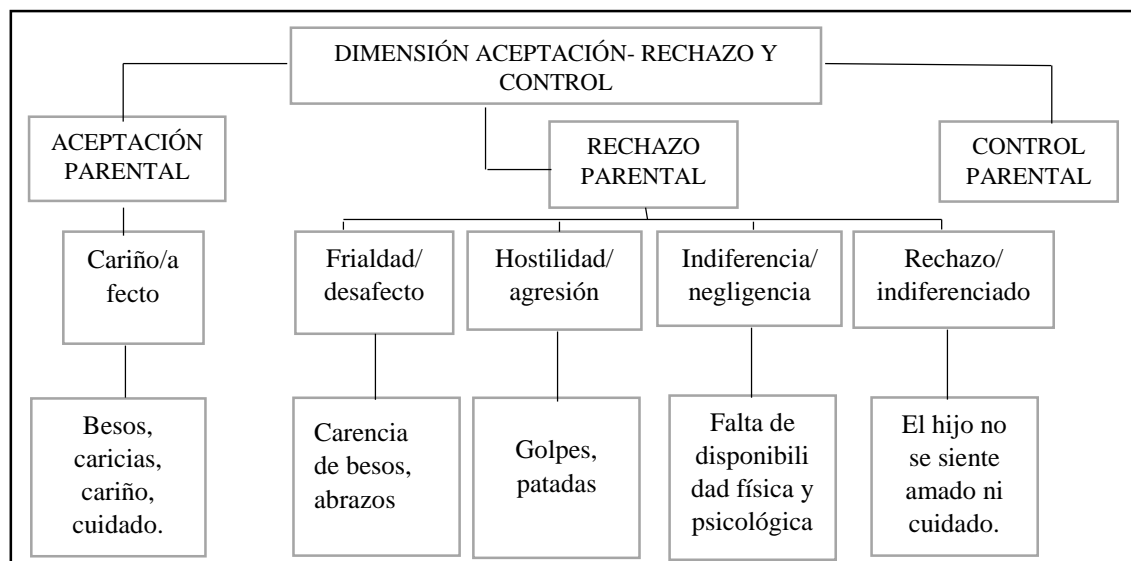 DIMENSIÓN ACEPTACIÓN- RECHAZO Y
CONTROL
ACEPTACIÓN
PARENTAL
RECHAZO
PARENTAL
CONTROL
PARENTAL
Cariño/a
fecto
Frialdad/
desafecto
Hostilidad/
agresión
Indiferencia/
negligencia
Rechazo/
indiferenciado
Besos,
caricias,
cariño,
cuidado.
Carencia
de besos,
abrazos
Golpes,
patadas
Falta de
disponibili
dad física y
psicológica
El hijo no
se siente
amado ni
cuidado.